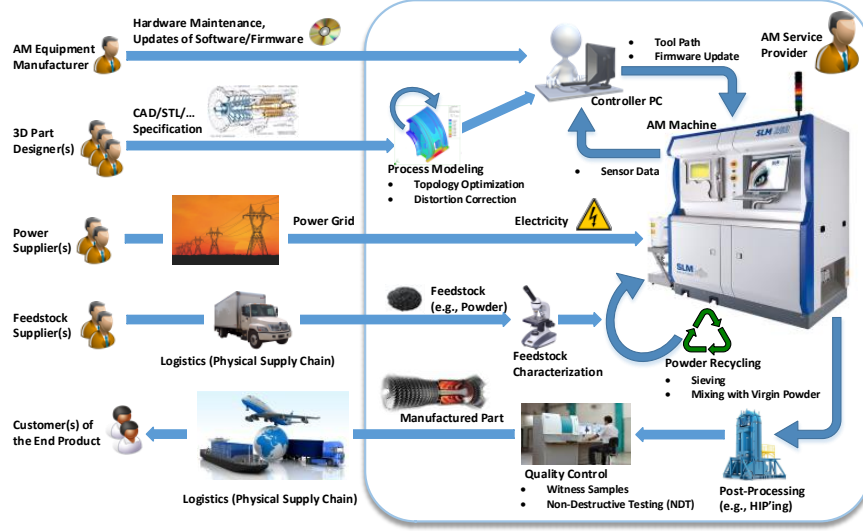 Hardware Maintenance,
Updates of Software/Firmware
AM Equipment
Manufacturer
AM Service
Provider
• Tool Path
• Firmware Update
Controller PC
CAD/STL/...
Specification
3D Part
Designer(s)
AM Machine
SLM 280
• Sensor Data
Process Modeling
• Topology Optimization
• Distortion Correction
Power
Supplier(s)
Power Grid
Electricity
SLM
Feedstock
Supplier(s)
Feedstock
(e.g., Powder)
Logistics (Physical Supply Chain)
Feedstock
Characterization
Powder Recycling
• Sieving
• Mixing with Virgin Powder
Manufactured Part
Customer(s) of
the End Product
Quality Control
• Witness Samples
• Non-Destructive Testing (NDT)
Logistics (Physical Supply Chain)
Post-Processing
(e.g., HIP'ing)